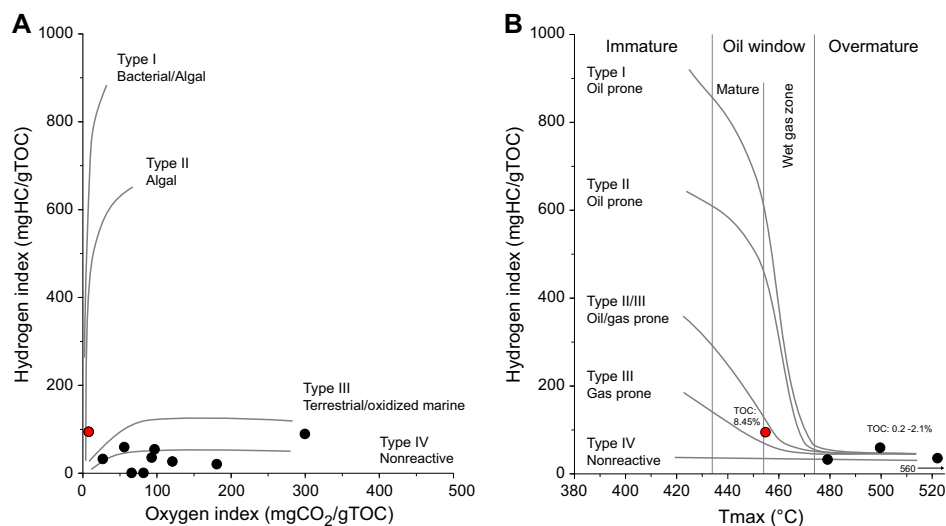 A
1000
800
600
400
200
0
Hydrogen index (mgHC/gTOC)
Type I
Bacterial/Algal
Type II
Algal
Type III
Terrestrial/oxidized marine
Type IV
Nonreactive
0
100
200
300
400
500
Oxygen index (mgCO2/gTOC)
B
1000
800
600
400
200
0
Hydrogen index (mgHC/gTOC)
Immature
Oil window
Overmature
Mature
Wet gas zone
Type I
Oil prone
Type II
Oil prone
Type II/III
Oil/gas prone
Type III
Gas prone
Type IV
Nonreactive
TOC:
8.45%
TOC: 0.2 -2.1%
560
380
400
420
440
460
480
500
520
Tmax (°C)